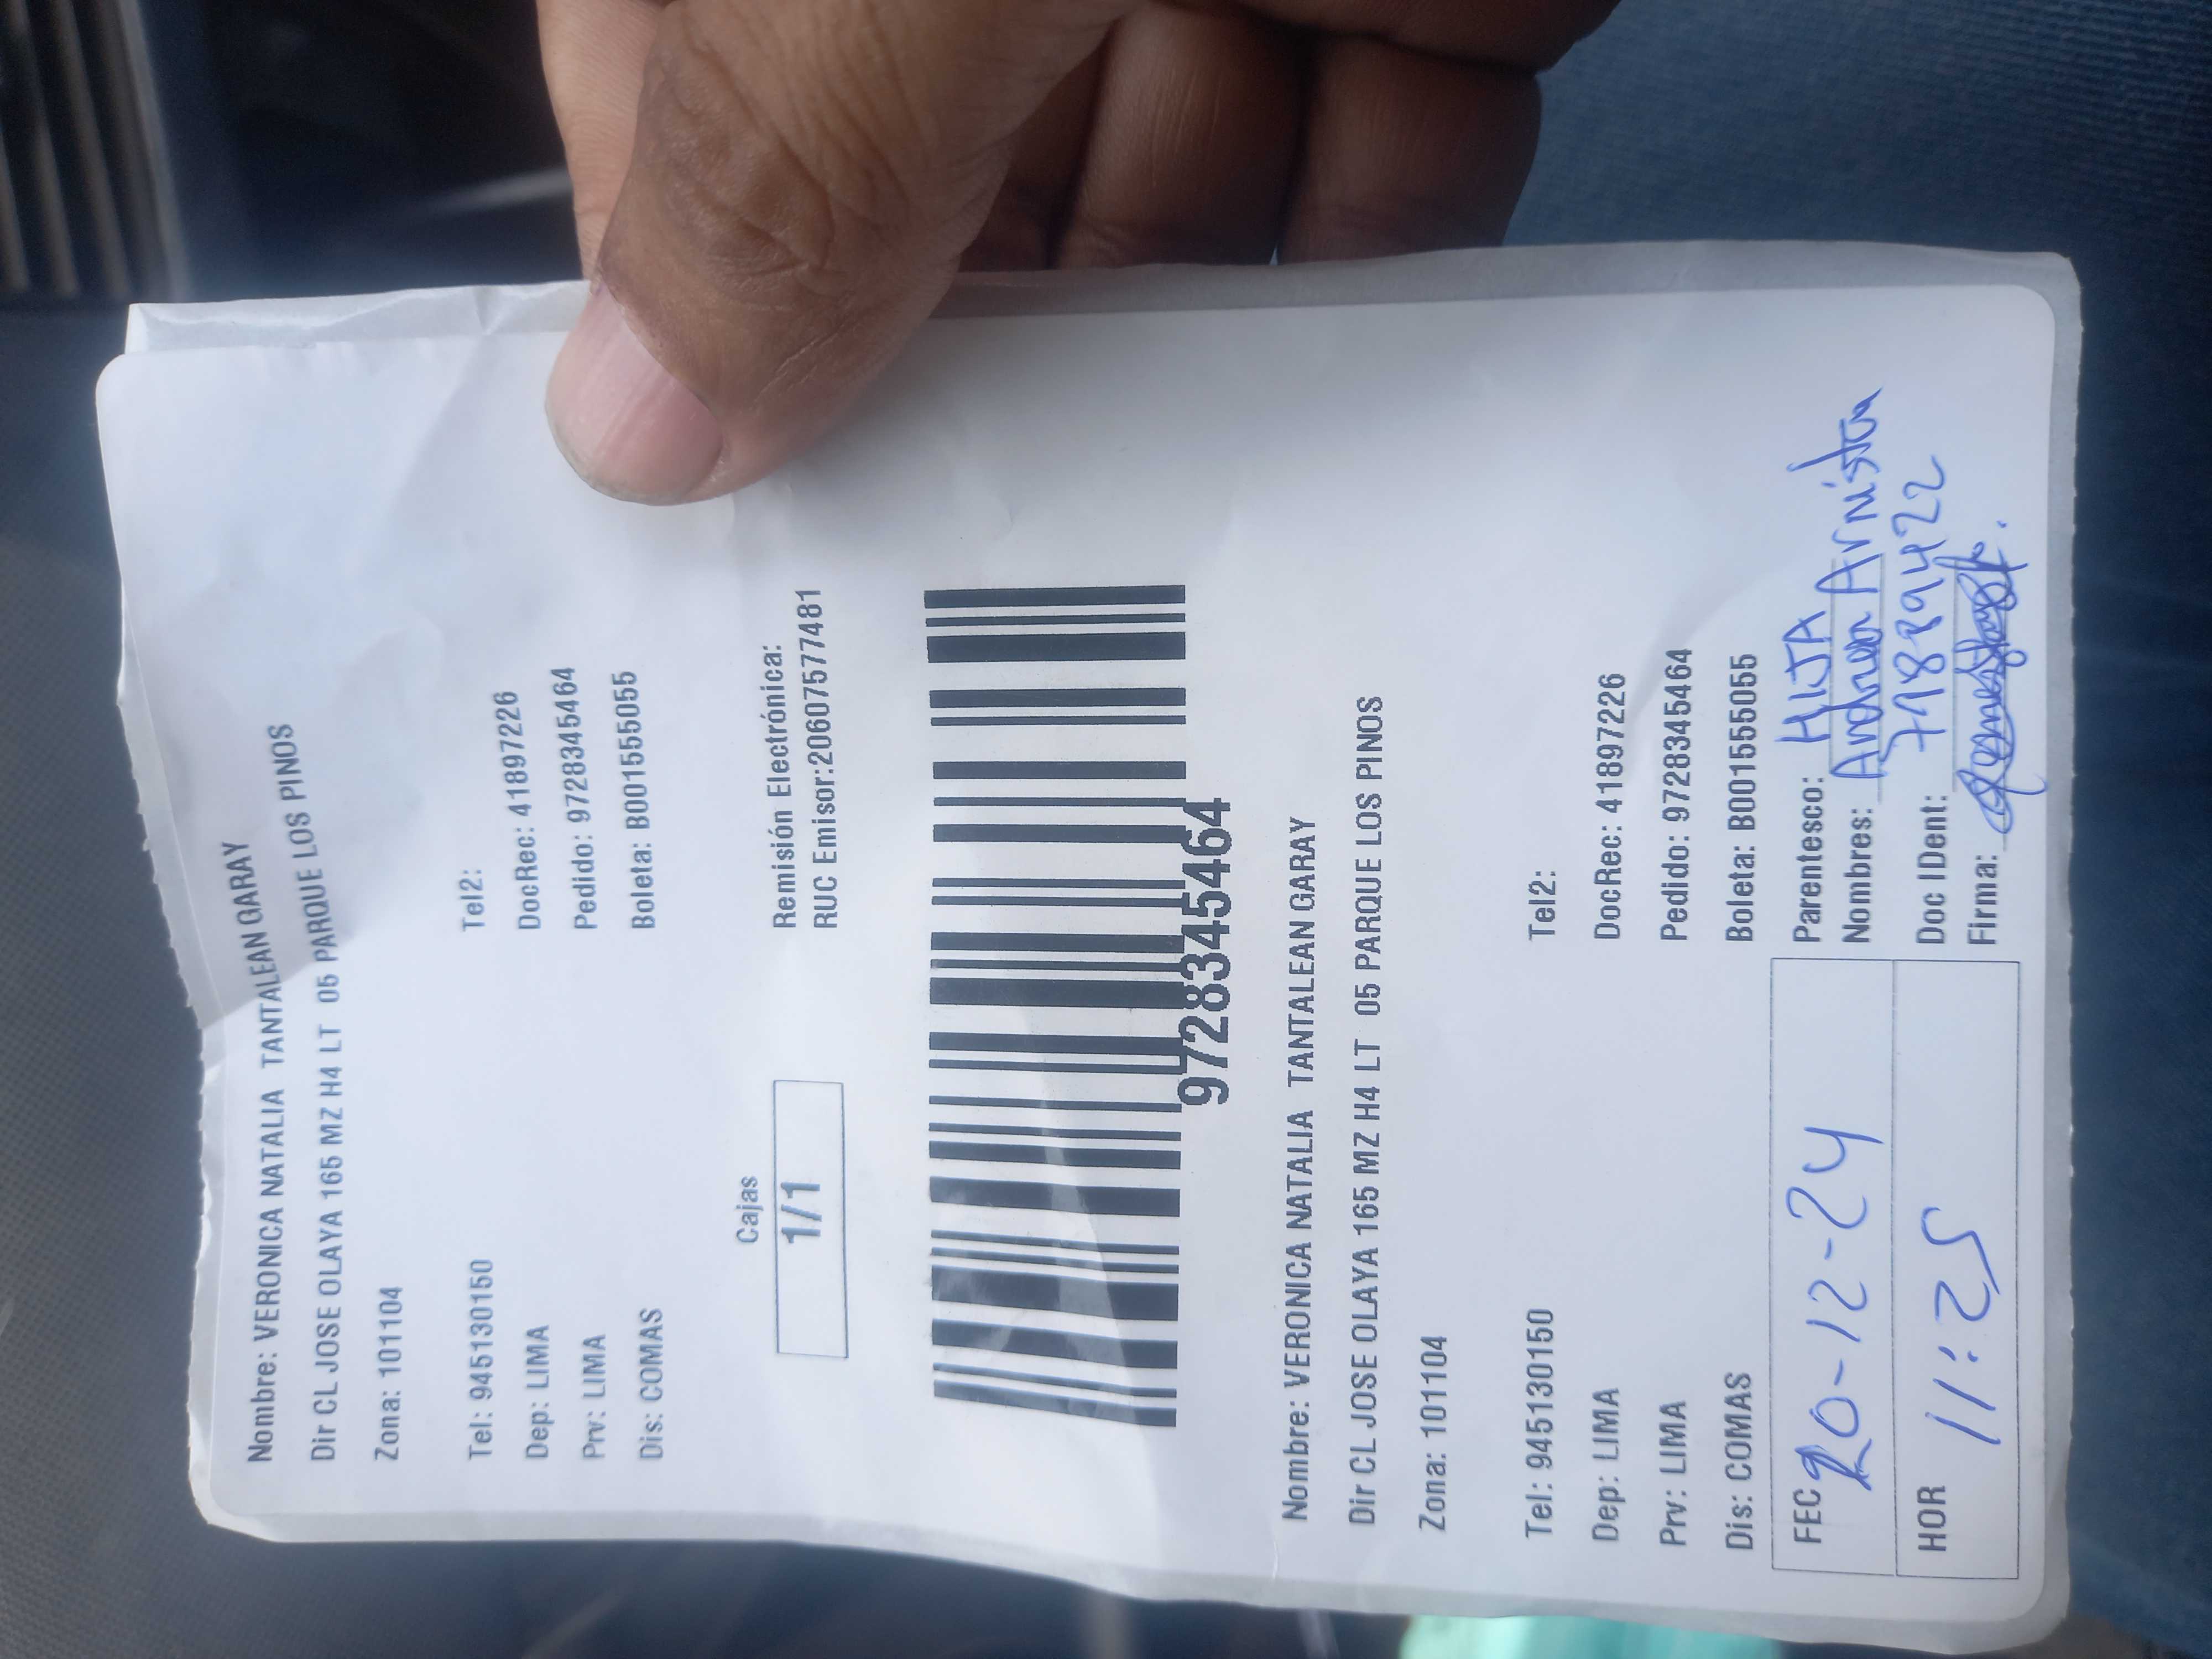 Nombre: VERONICA NATALIA TANTALEAN GARAY
Dir CL JOSE OLAYA 165 MZ H4 LT 05 PARQUE LOS PINOS
Zona: 101104
Tel: 945130150 Tel2:
Dep: LIMA DocRec: 41897226
Prv: LIMA Pedido: 9728345464
Dis: COMAS Boleta: B001555055
Cajas
1/1
Remisión Electrónica:
RUC Emisor:20607577481
9728345464
Nombre: VERONICA NATALIA TANTALEAN GARAY
Dir CL JOSE OLAYA 165 MZ H4 LT 05 PARQUE LOS PINOS
Zona: 101104
Tel: 945130150 Tel2:
Dep: LIMA DocRec: 41897226
Prv: LIMA Pedido: 9728345464
Dis: COMAS Boleta: B001555055
FEC 20-12-24
HOR 11:25
Parentesco: HIJA
Nombres: Andrea
Doc IDent: 71889422
Firma: